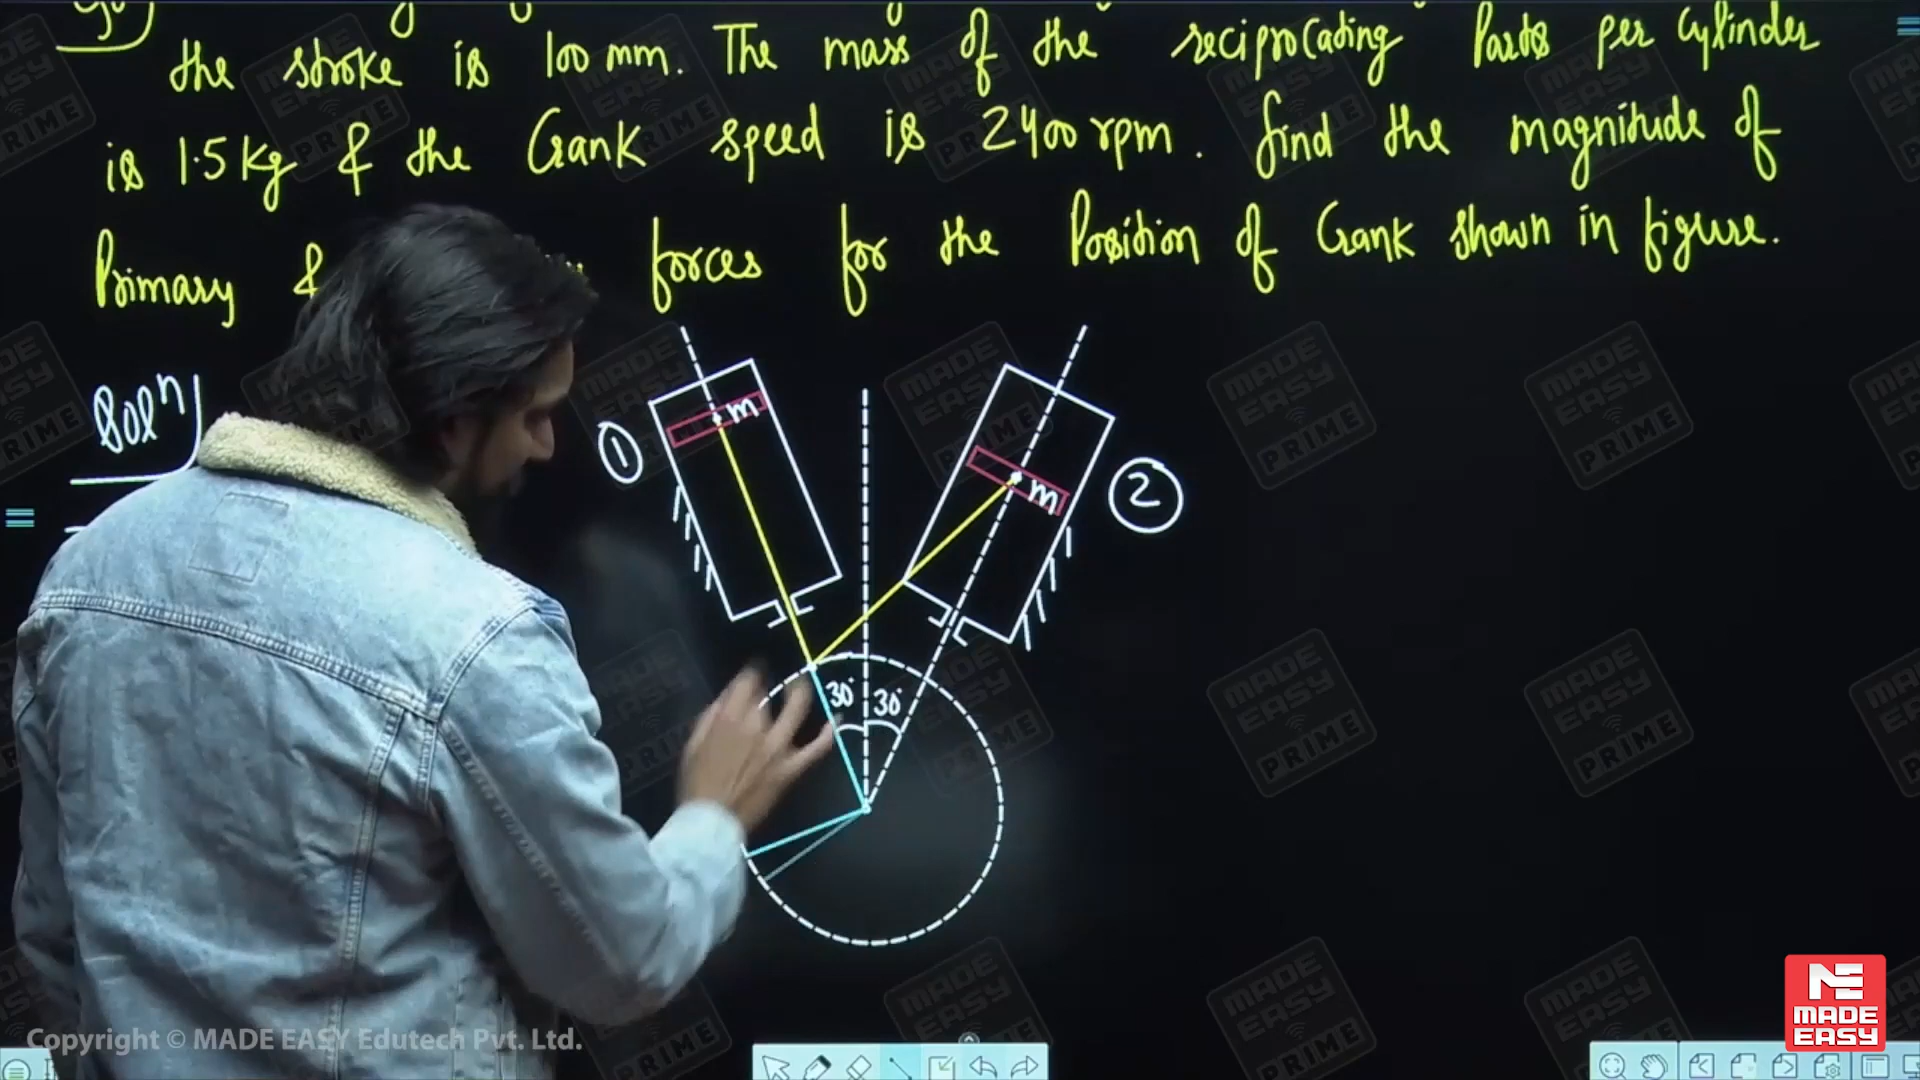 the stroke is 100 mm. The mass of the reciprocating Parts per Cylinder
is 1.5 kg & the Crank speed is 2400 rpm. find the magnitude of
Primary & forces for the Position of Crank shown in figure.
Solⁿ
① m
m ②
30° 30°
MADE EASY
Copyright © MADE EASY Edutech Pvt. Ltd.